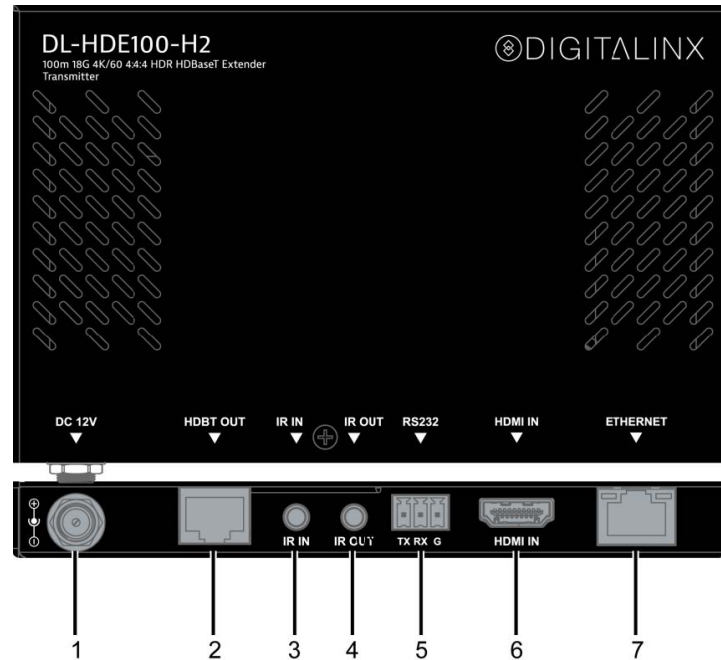 DL-HDE100-H2
100m 18G 4K/60 4:4:4 HDR HDBaseT Extender
Transmitter
DIGITALINX
DC 12V HDBT OUT IR IN IR OUT RS232 HDMI IN ETHERNET
IR IN IR OUT TX RX G HDMI IN
1 2 3 4 5 6 7